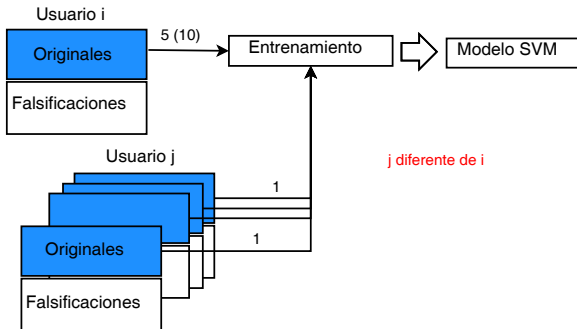 Usuario i
5 (10)
Originales
Entrenamiento
Modelo SVM
Falsificaciones
Usuario j
j diferente de i
1
1
Originales
Falsificaciones